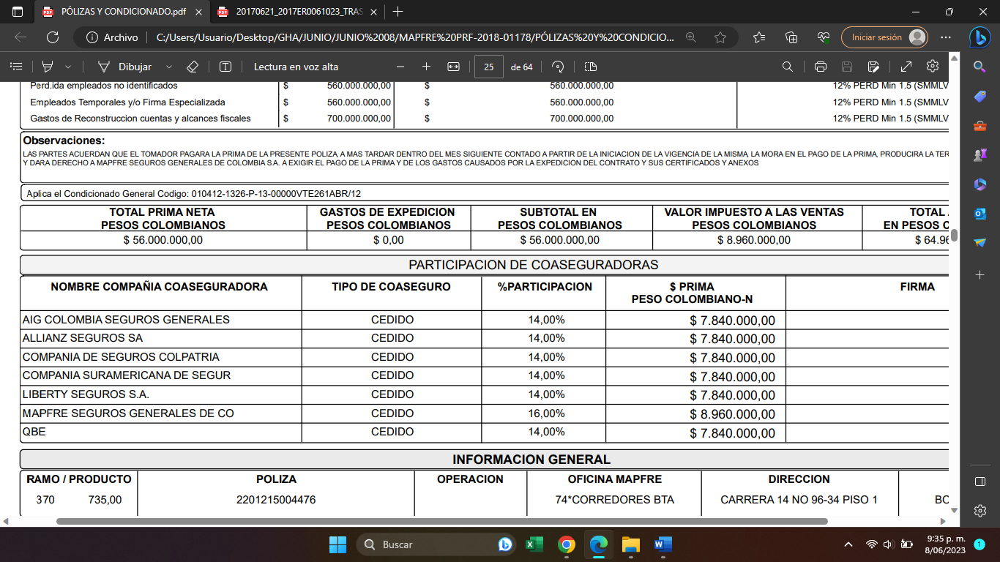 PÓLIZAS Y CONDICIONADO.pdf
20170621_2017ER0061023_TRAS
Archivo
C:/Users/Usuario/Desktop/GHA/JUNIO/JUNIO%2008/MAPFRE%20PRF-2018-01178/PÓLIZAS%20Y%20CONDICIO...
Iniciar sesión
Dibujar
Lectura en voz alta
25 de 64
Perd.ida empleados no identificados $ 560.000.000,00 $ 560.000.000,00 12% PERD Min 1.5 (SMMLV
Empleados Temporales y/o Firma Especializada $ 560.000.000,00 $ 560.000.000,00 12% PERD Min 1.5 (SMMLV
Gastos de Reconstruccion cuentas y alcances fiscales $ 700.000.000,00 $ 700.000.000,00 12% PERD Min 1.5 (SMMLV
Observaciones:
LAS PARTES ACUERDAN QUE EL TOMADOR PAGARA LA PRIMA DE LA PRESENTE POLIZA, A MAS TARDAR DENTRO DEL MES SIGUIENTE CONTADO A PARTIR DE LA INICIACION DE LA VIGENCIA DE LA MISMA, LA MORA EN EL PAGO DE LA PRIMA, PRODUCIRA LA TER
Y DARA DERECHO A MAPFRE SEGUROS GENERALES DE COLOMBIA S.A. A EXIGIR EL PAGO DE LA PRIMA Y DE LOS GASTOS CAUSADOS POR LA EXPEDICION DEL CONTRATO Y SUS CERTIFICADOS Y ANEXOS
Aplica el Condicionado General Codigo: 010412-1326-P-13-00000VTE261ABR/12
TOTAL PRIMA NETA GASTOS DE EXPEDICION SUBTOTAL EN VALOR IMPUESTO A LAS VENTAS TOTAL
PESOS COLOMBIANOS PESOS COLOMBIANOS PESOS COLOMBIANOS PESOS COLOMBIANOS EN PESOS C
$ 56.000.000,00 $ 0,00 $ 56.000.000,00 $ 8.960.000,00 $ 64.96
PARTICIPACION DE COASEGURADORAS
NOMBRE COMPAÑIA COASEGURADORA TIPO DE COASEGURO %PARTICIPACION $ PRIMA FIRMA
PESO COLOMBIANO-N
AIG COLOMBIA SEGUROS GENERALES CEDIDO 14,00% $ 7.840.000,00
ALLIANZ SEGUROS SA CEDIDO 14,00% $ 7.840.000,00
COMPANIA DE SEGUROS COLPATRIA CEDIDO 14,00% $ 7.840.000,00
COMPANIA SURAMERICANA DE SEGUR CEDIDO 14,00% $ 7.840.000,00
LIBERTY SEGUROS S.A. CEDIDO 14,00% $ 7.840.000,00
MAPFRE SEGUROS GENERALES DE CO CEDIDO 16,00% $ 8.960.000,00
QBE CEDIDO 14,00% $ 7.840.000,00
INFORMACION GENERAL
RAMO / PRODUCTO POLIZA OPERACION OFICINA MAPFRE DIRECCION
370 735,00 2201215004476 74*CORREDORES BTA CARRERA 14 NO 96-34 PISO 1 BO
Buscar
9:35 p. m.
8/06/2023
1